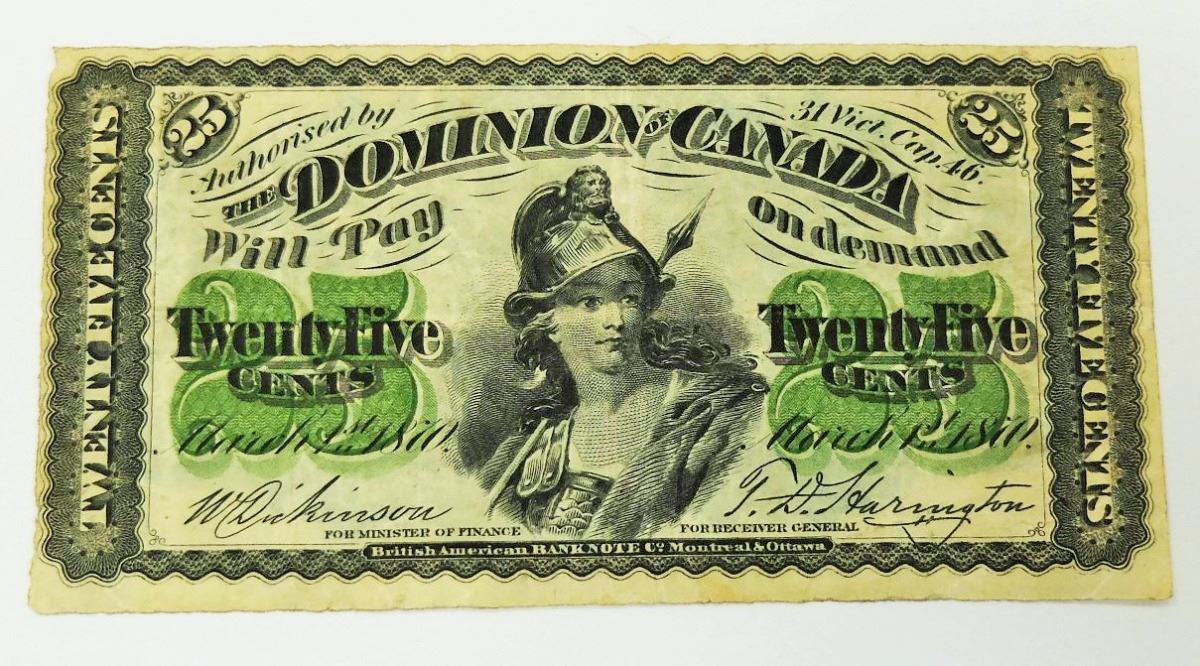 25
25
Authorised by
31 Vict. Cap. 46.
THE DOMINION OF CANADA
Will Pay
on demand
25
25
Twenty Five
CENTS
Twenty Five
CENTS
March 1st. 1870.
March 1st. 1870.
W Dickinson
T. D. Harington
FOR MINISTER OF FINANCE
FOR RECEIVER GENERAL
British American BANK NOTE Co. Montreal & Ottawa
TWENTY FIVE CENTS
TWENTY FIVE CENTS